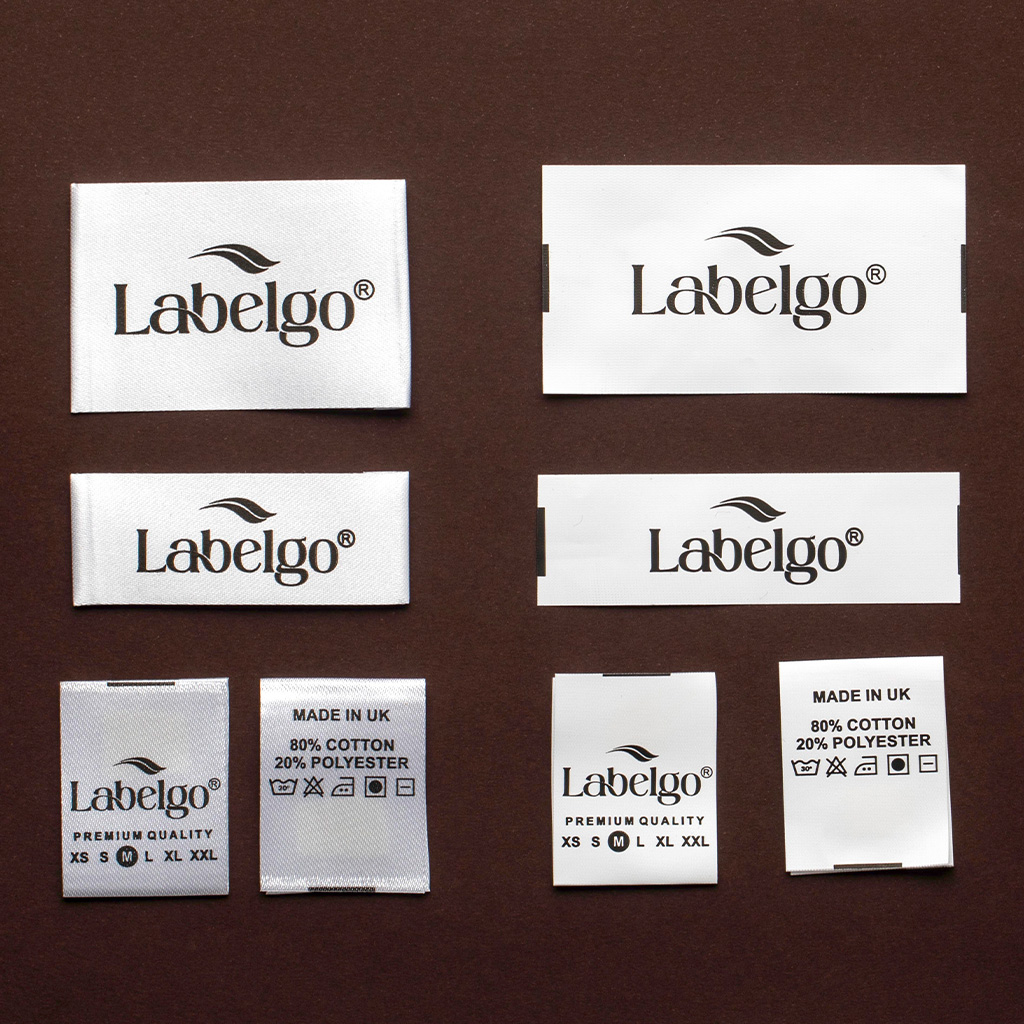 Labelgo®
Labelgo®
Labelgo®
Labelgo®
Labelgo®
PREMIUM QUALITY
XS S M L XL XXL
MADE IN UK
80% COTTON
20% POLYESTER
30°
Labelgo®
PREMIUM QUALITY
XS S M L XL XXL
MADE IN UK
80% COTTON
20% POLYESTER
30°